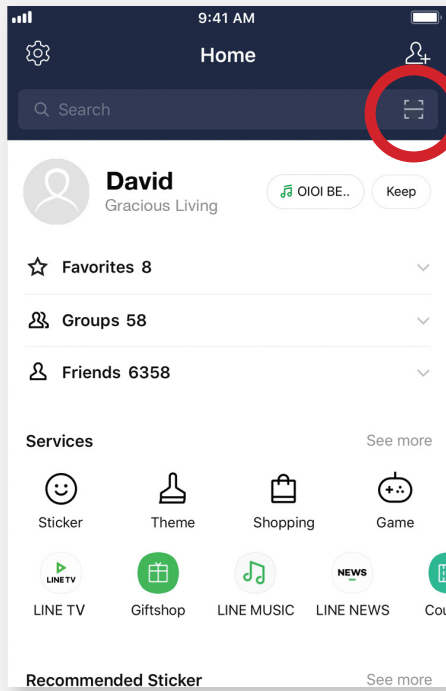 9:41 AM
Home
Search
David
Gracious Living
OIOI BE..
Keep
Favorites 8
Groups 58
Friends 6358
Services
See more
Sticker
Theme
Shopping
Game
LINE TV
NEWS
LINE TV
Giftshop
LINE MUSIC
LINE NEWS
Cou
Recommended Sticker
See more